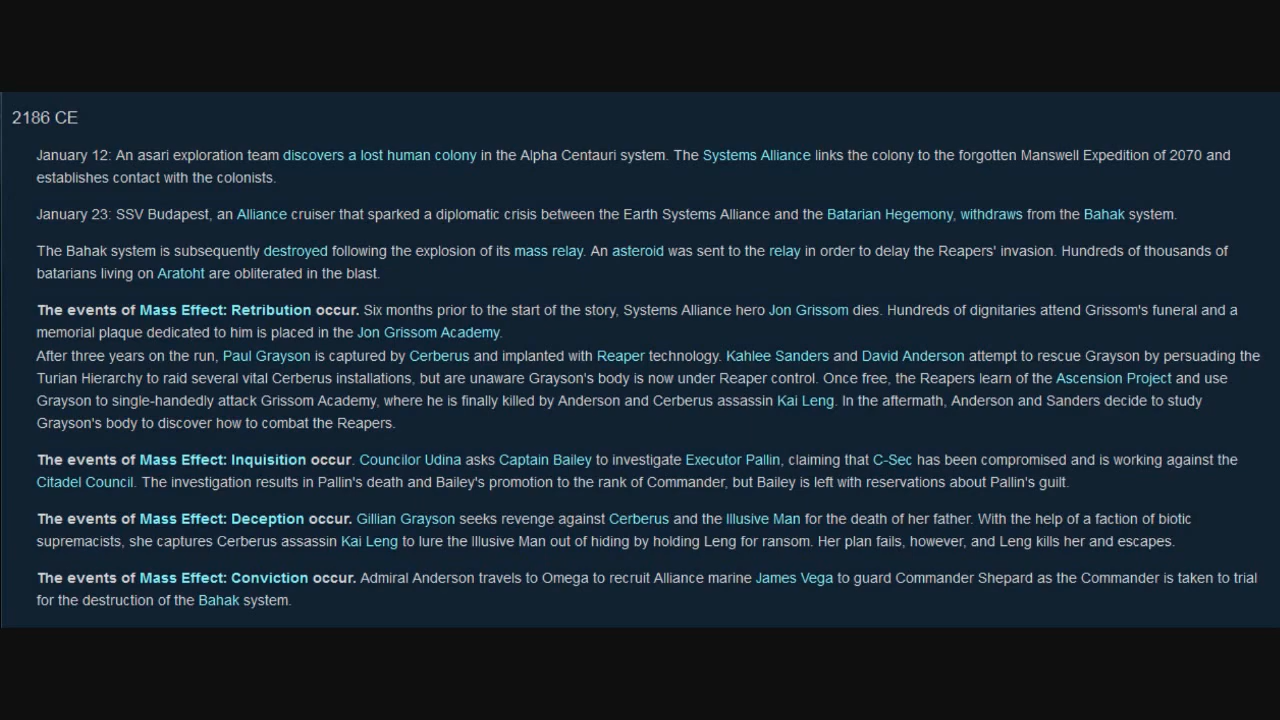 2186 CE
January 12: An asari exploration team discovers a lost human colony in the Alpha Centauri system. The Systems Alliance links the colony to the forgotten Manswell Expedition of 2070 and
establishes contact with the colonists.
January 23: SSV Budapest, an Alliance cruiser that sparked a diplomatic crisis between the Earth Systems Alliance and the Batarian Hegemony, withdraws from the Bahak system.
The Bahak system is subsequently destroyed following the explosion of its mass relay. An asteroid was sent to the relay in order to delay the Reapers' invasion. Hundreds of thousands of
batarians living on Aratoht are obliterated in the blast.
The events of Mass Effect: Retribution occur. Six months prior to the start of the story, Systems Alliance hero Jon Grissom dies. Hundreds of dignitaries attend Grissom's funeral and a
memorial plaque dedicated to him is placed in the Jon Grissom Academy.
After three years on the run, Paul Grayson is captured by Cerberus and implanted with Reaper technology. Kahlee Sanders and David Anderson attempt to rescue Grayson by persuading the
Turian Hierarchy to raid several vital Cerberus installations, but are unaware Grayson's body is now under Reaper control. Once free, the Reapers learn of the Ascension Project and use
Grayson to single-handedly attack Grissom Academy, where he is finally killed by Anderson and Cerberus assassin Kai Leng. In the aftermath, Anderson and Sanders decide to study
Grayson's body to discover how to combat the Reapers.
The events of Mass Effect: Inquisition occur. Councilor Udina asks Captain Bailey to investigate Executor Pallin, claiming that C-Sec has been compromised and is working against the
Citadel Council. The investigation results in Pallin's death and Bailey's promotion to the rank of Commander, but Bailey is left with reservations about Pallin's guilt.
The events of Mass Effect: Deception occur. Gillian Grayson seeks revenge against Cerberus and the Illusive Man for the death of her father. With the help of a faction of biotic
supremacists, she captures Cerberus assassin Kai Leng to lure the Illusive Man out of hiding by holding Leng for ransom. Her plan fails, however, and Leng kills her and escapes.
The events of Mass Effect: Conviction occur. Admiral Anderson travels to Omega to recruit Alliance marine James Vega to guard Commander Shepard as the Commander is taken to trial
for the destruction of the Bahak system.